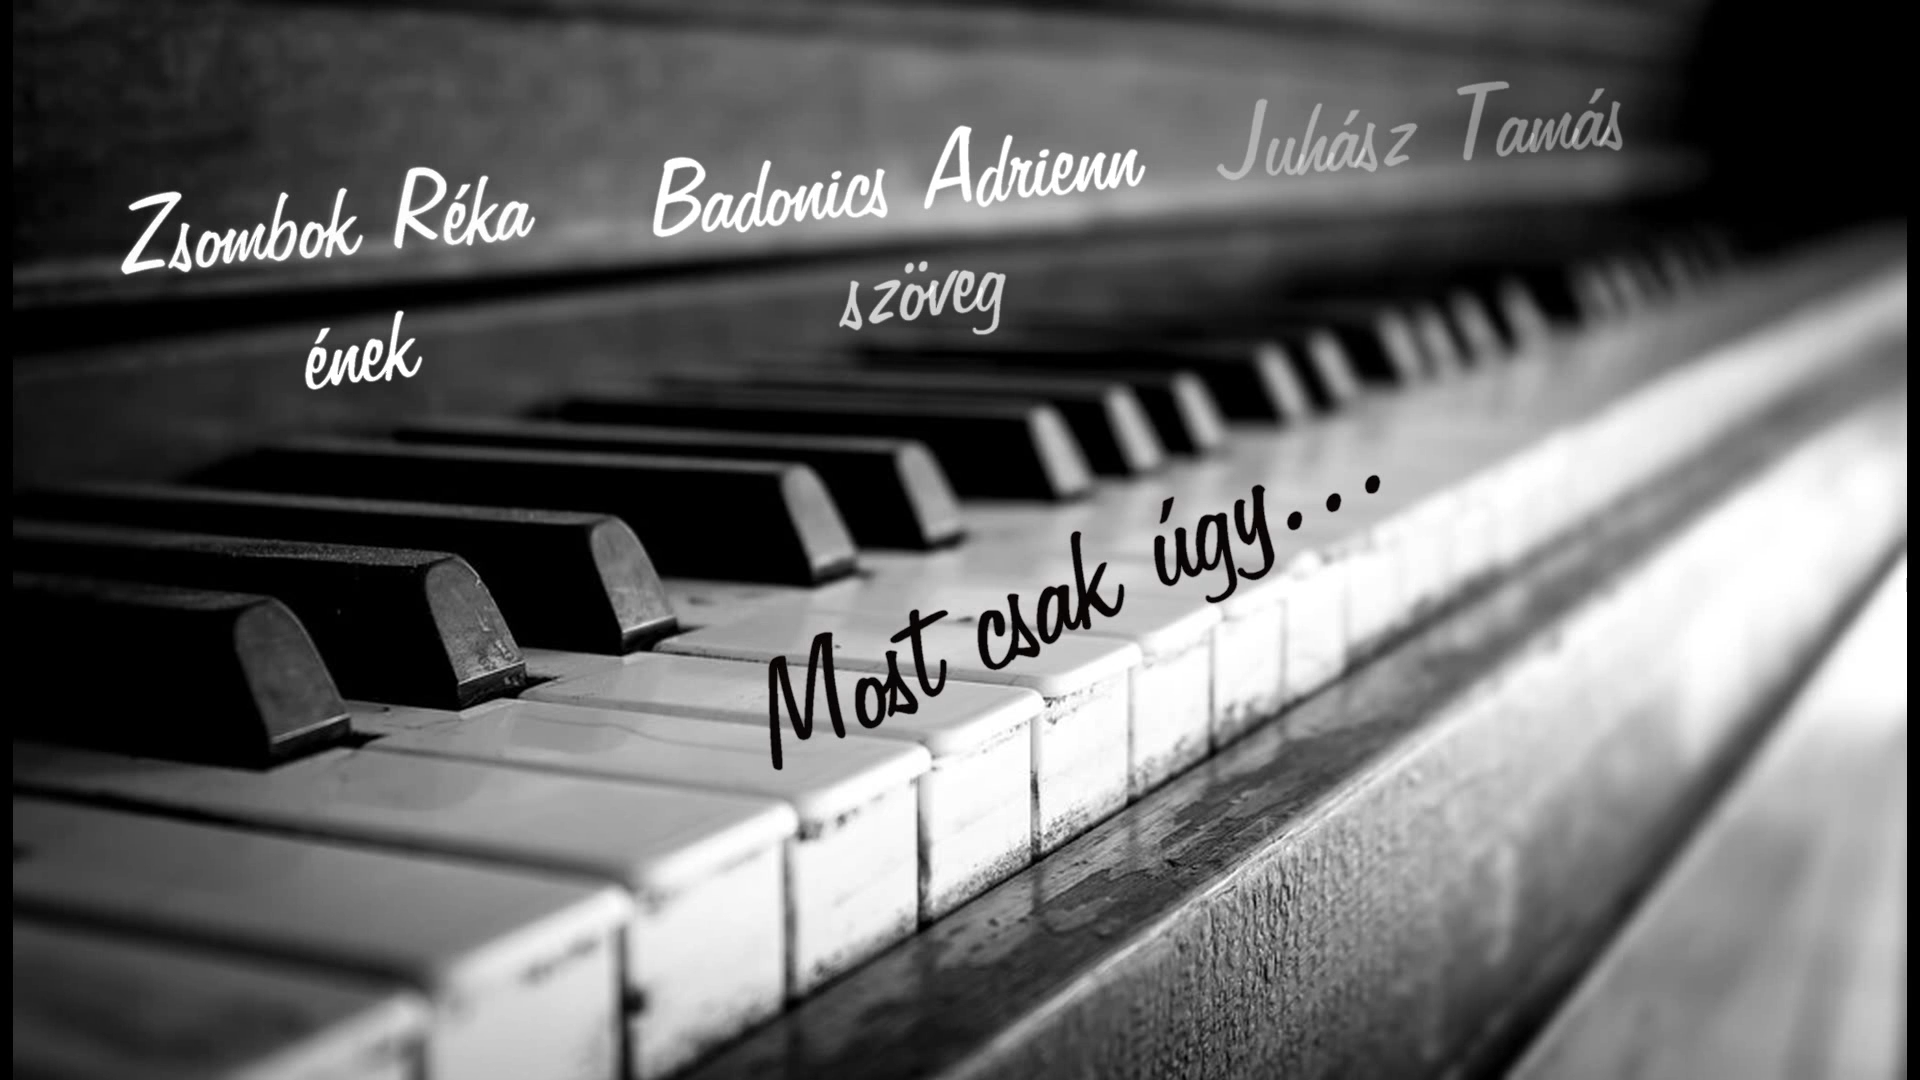 Zsombok Réka
ének
Badonics Adrienn
szöveg
Juhász Tamás
Most csak úgy...